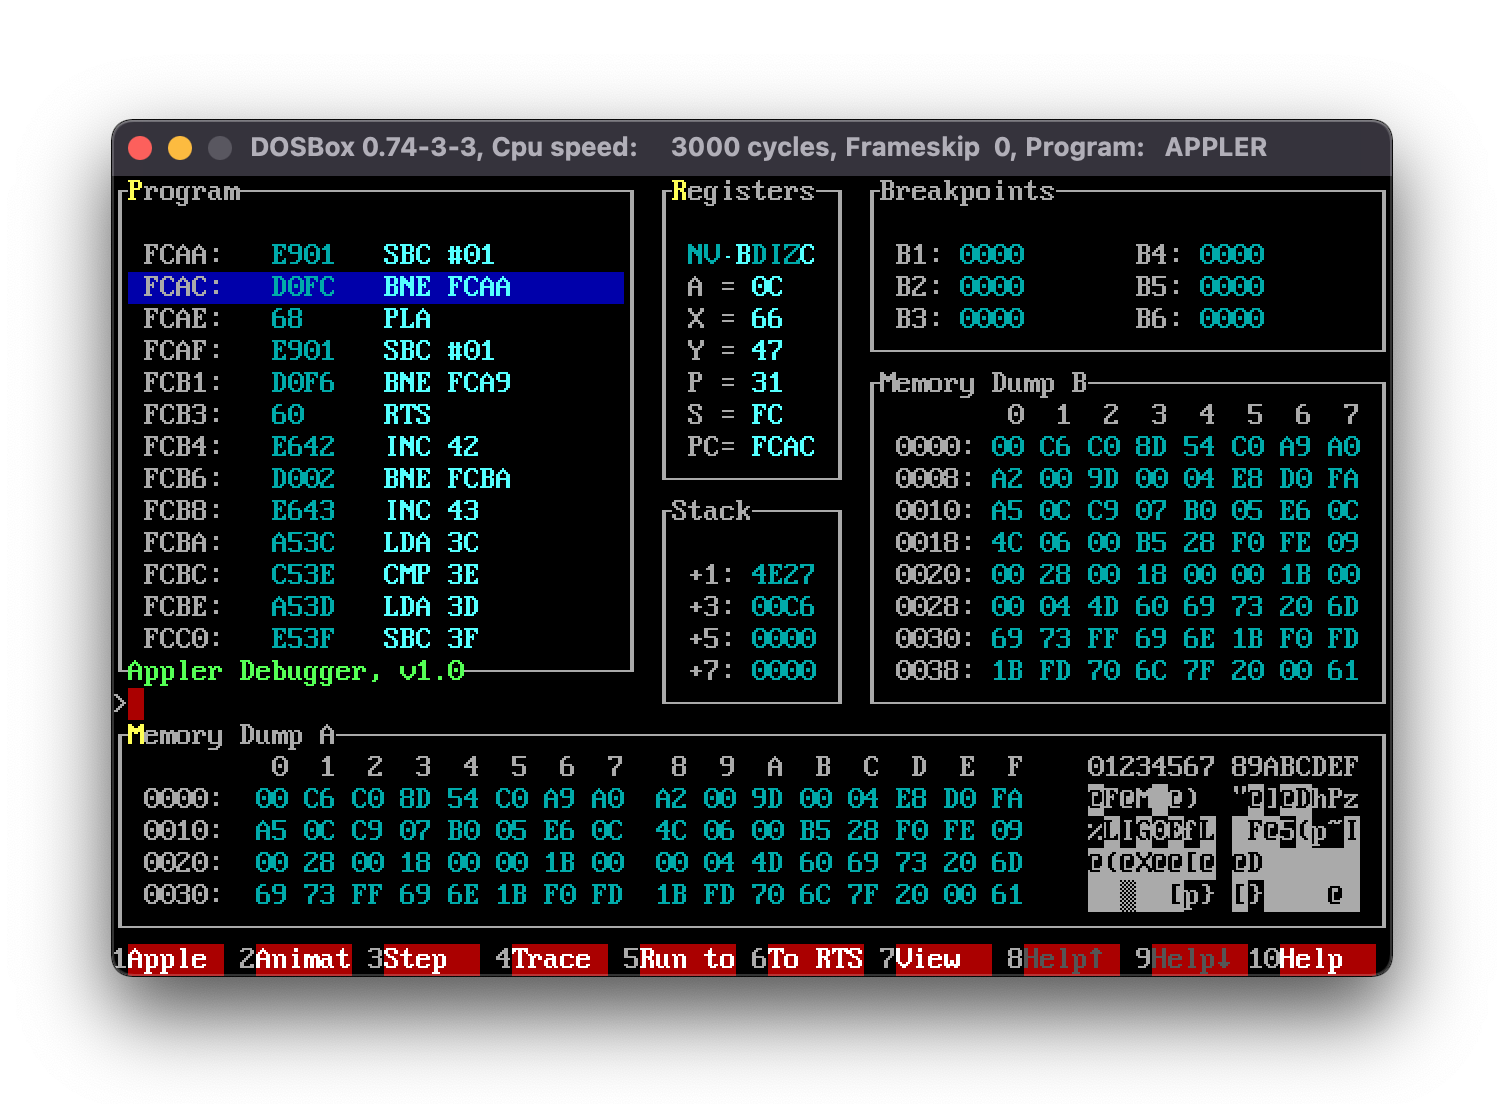 DOSBox 0.74-3-3, Cpu speed: 3000 cycles, Frameskip 0, Program: APPLER
Program
FCAA: E901 SBC #01
FCAC: D0FC BNE FCAA
FCAE: 68 PLA
FCAF: E901 SBC #01
FCB1: D0F6 BNE FCA9
FCB3: 60 RTS
FCB4: E642 INC 42
FCB6: D002 BNE FCBA
FCB8: E643 INC 43
FCBA: A53C LDA 3C
FCBC: C53E CMP 3E
FCBE: A53D LDA 3D
FCC0: E53F SBC 3F
Appler Debugger, v1.0
>
Registers
NV-BDIZC
A = 0C
X = 66
Y = 47
P = 31
S = FC
PC= FCAC
Stack
+1: 4E27
+3: 00C6
+5: 0000
+7: 0000
Breakpoints
B1: 0000 B4: 0000
B2: 0000 B5: 0000
B3: 0000 B6: 0000
Memory Dump B
0 1 2 3 4 5 6 7
0000: 00 C6 C0 8D 54 C0 A9 A0
0008: A2 00 9D 00 04 E8 D0 FA
0010: A5 0C C9 07 B0 05 E6 0C
0018: 4C 06 00 B5 28 F0 FE 09
0020: 00 28 00 18 00 00 1B 00
0028: 00 04 4D 60 69 73 20 6D
0030: 69 73 FF 69 6E 1B F0 FD
0038: 1B FD 70 6C 7F 20 00 61
Memory Dump A
0 1 2 3 4 5 6 7 8 9 A B C D E F 01234567 89ABCDEF
0000: 00 C6 C0 8D 54 C0 A9 A0 A2 00 9D 00 04 E8 D0 FA @F@M @) "@]@DhPz
0010: A5 0C C9 07 B0 05 E6 0C 4C 06 00 B5 28 F0 FE 09 %LIG0EfL F@5(p~I
0020: 00 28 00 18 00 00 1B 00 00 04 4D 60 69 73 20 6D @(@X@@[@ @D
0030: 69 73 FF 69 6E 1B F0 FD 1B FD 70 6C 7F 20 00 61 [p} [} @
1Apple 2Animat 3Step 4Trace 5Run to 6To RTS 7View 8Help↑ 9Help↓ 10Help